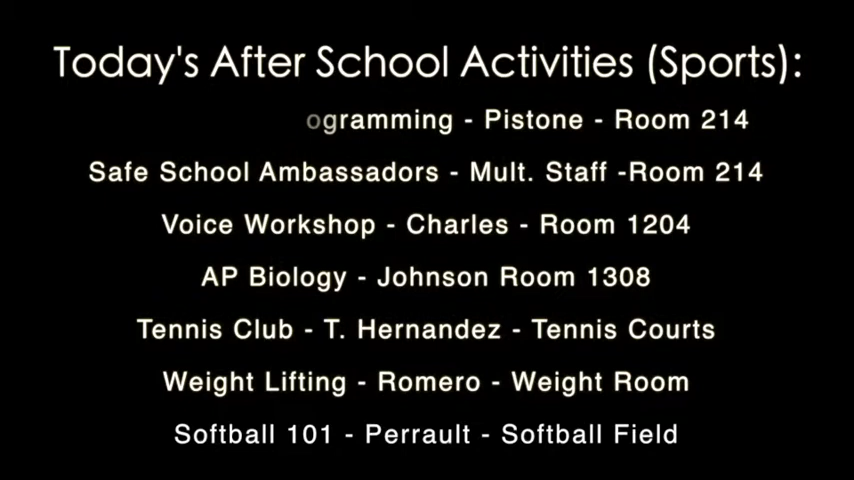 Today's After School Activities (Sports):
ogramming - Pistone - Room 214
Safe School Ambassadors - Mult. Staff -Room 214
Voice Workshop - Charles - Room 1204
AP Biology - Johnson Room 1308
Tennis Club - T. Hernandez - Tennis Courts
Weight Lifting - Romero - Weight Room
Softball 101 - Perrault - Softball Field